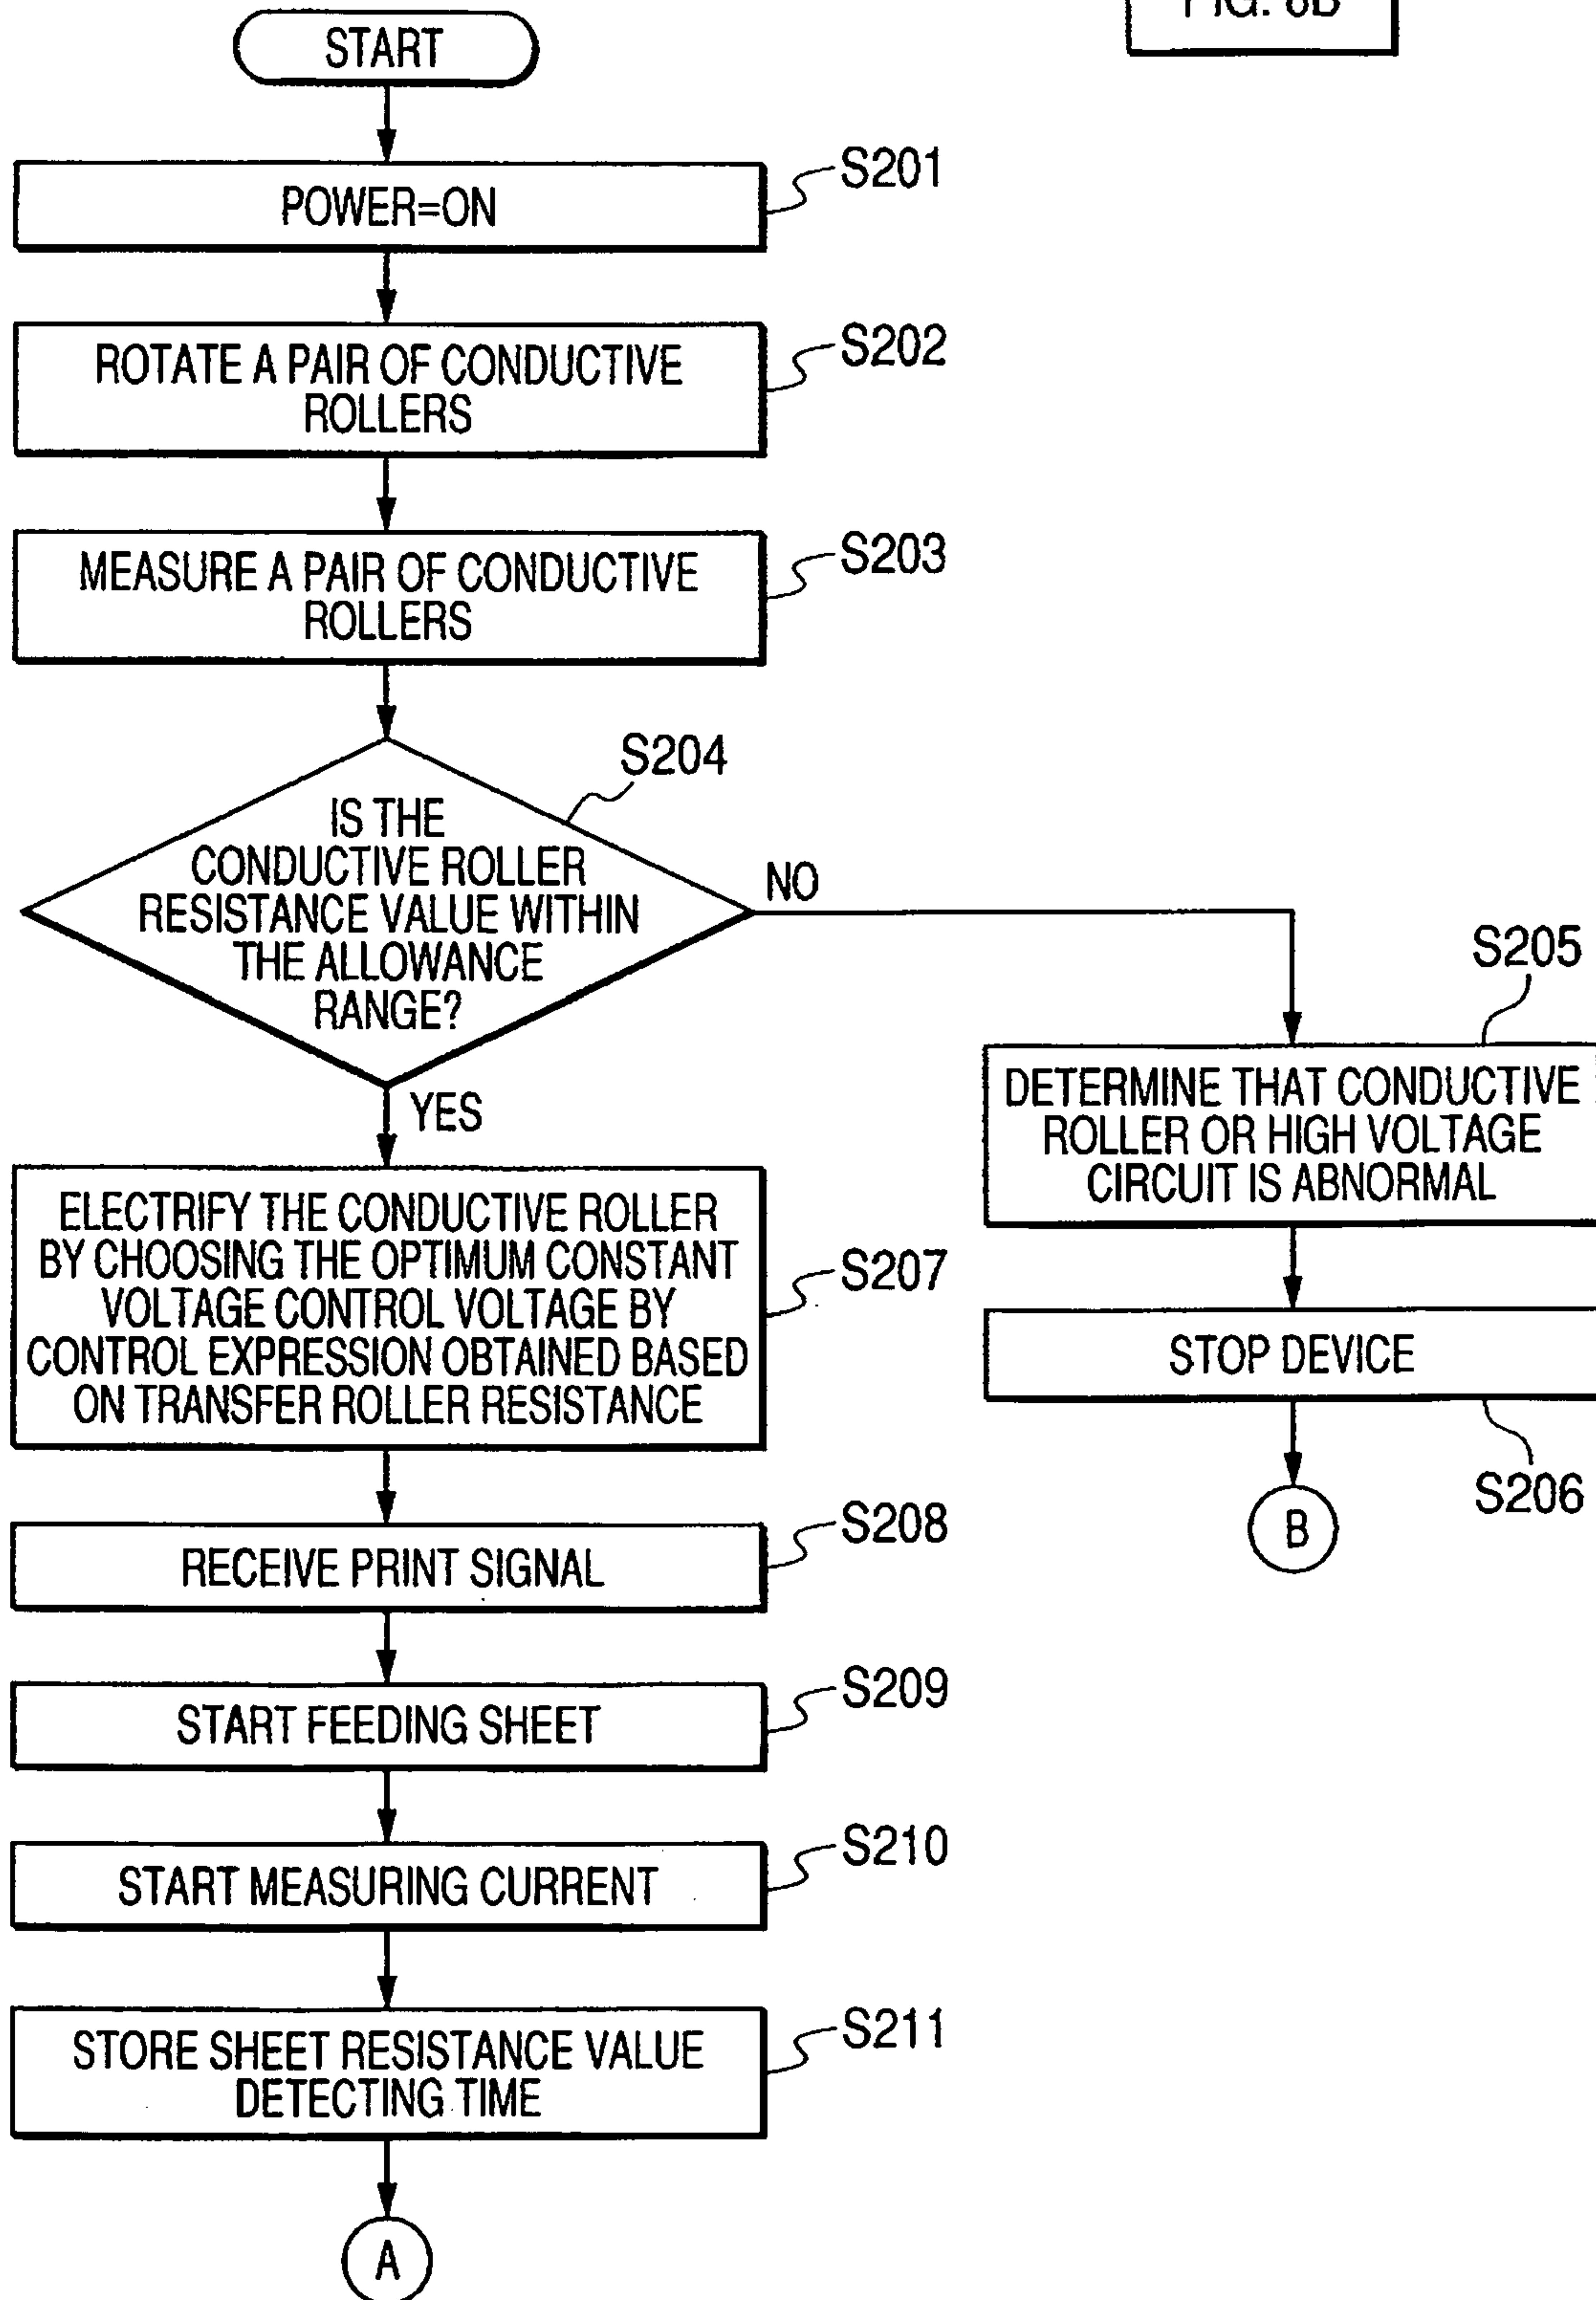 FIG. 8B
START
S201
POWER=ON
S202
ROTATE A PAIR OF CONDUCTIVE
ROLLERS
S203
MEASURE A PAIR OF CONDUCTIVE
ROLLERS
S204
IS THE
CONDUCTIVE ROLLER
RESISTANCE VALUE WITHIN
THE ALLOWANCE
RANGE?
NO
YES
S205
DETERMINE THAT CONDUCTIVE
ROLLER OR HIGH VOLTAGE
CIRCUIT IS ABNORMAL
STOP DEVICE
S206
B
ELECTRIFY THE CONDUCTIVE ROLLER
BY CHOOSING THE OPTIMUM CONSTANT
VOLTAGE CONTROL VOLTAGE BY
CONTROL EXPRESSION OBTAINED BASED
ON TRANSFER ROLLER RESISTANCE
S207
S208
RECEIVE PRINT SIGNAL
S209
START FEEDING SHEET
S210
START MEASURING CURRENT
S211
STORE SHEET RESISTANCE VALUE
DETECTING TIME
A